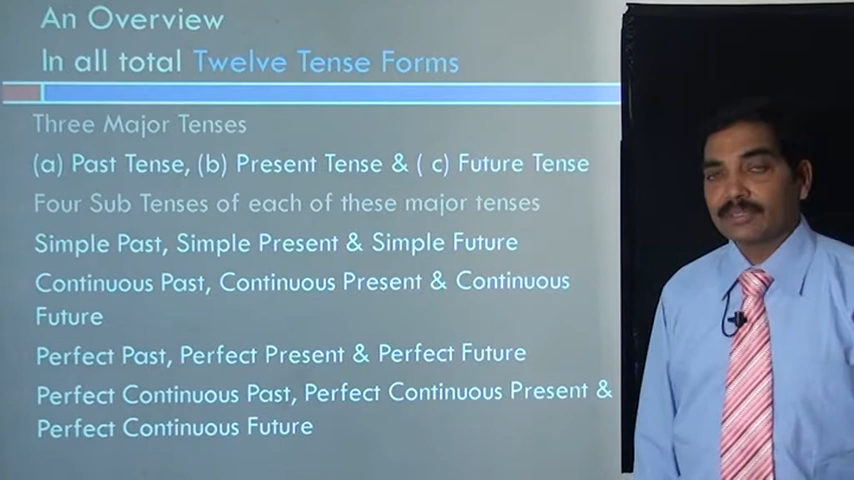 An Overview
In all total Twelve Tense Forms
Three Major Tenses
(a) Past Tense, (b) Present Tense & ( c) Future Tense
Four Sub Tenses of each of these major tenses
Simple Past, Simple Present & Simple Future
Continuous Past, Continuous Present & Continuous
Future
Perfect Past, Perfect Present & Perfect Future
Perfect Continuous Past, Perfect Continuous Present &
Perfect Continuous Future